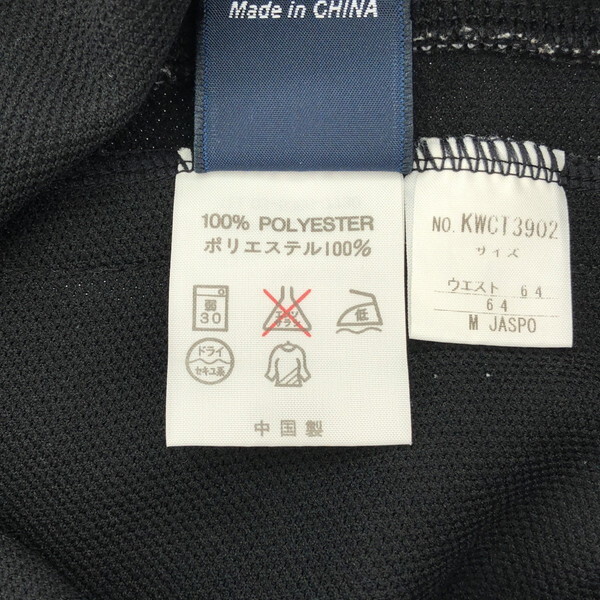 Made in CHINA
100% POLYESTER
ポリエステル100%
弱
30
エンソ
サラシ
低
ドライ
セキユ系
中国製
NO. KWCT3902
サイズ
ウエスト 64
64
M JASPO